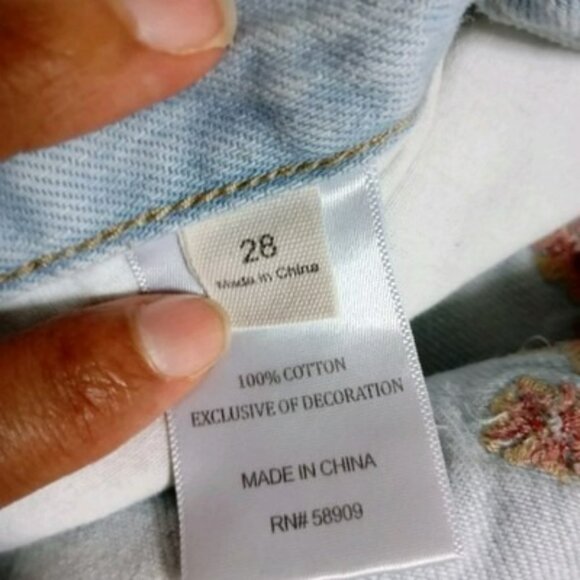 28
Made in China
100% COTTON
EXCLUSIVE OF DECORATION
MADE IN CHINA
RN# 58909